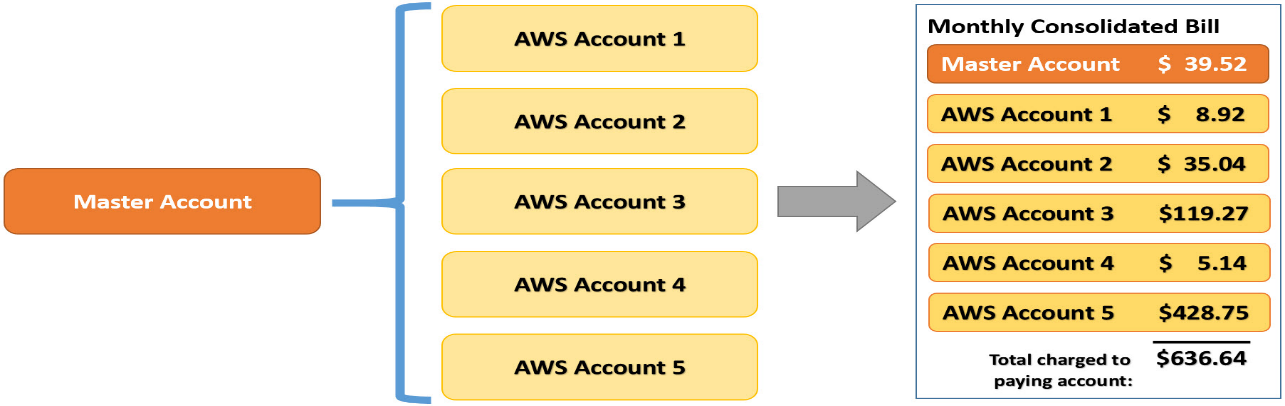 Master Account
AWS Account 1
AWS Account 2
AWS Account 3
AWS Account 4
AWS Account 5
Monthly Consolidated Bill
Master Account $ 39.52
AWS Account 1 $ 8.92
AWS Account 2 $ 35.04
AWS Account 3 $119.27
AWS Account 4 $ 5.14
AWS Account 5 $428.75
Total charged to $636.64
paying account: